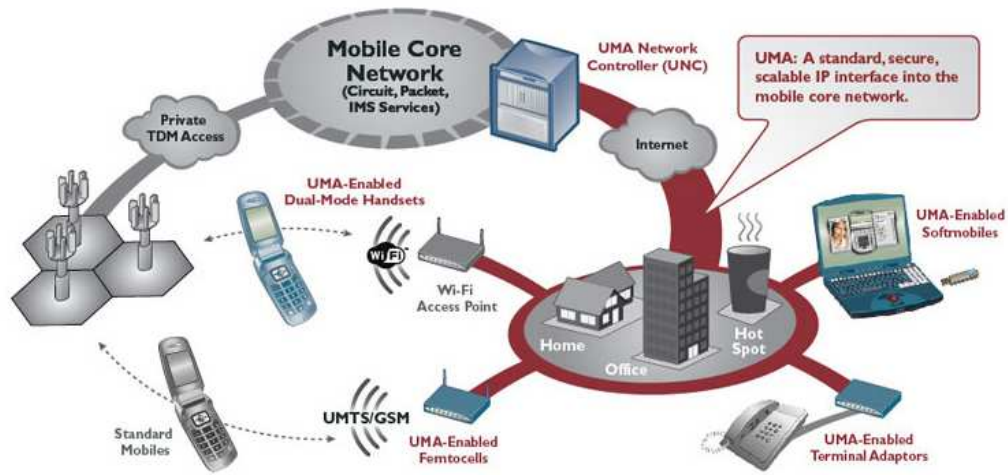 Mobile Core
Network
(Circuit, Packet,
IMS Services)
UMA Network
Controller (UNC)
UMA: A standard, secure,
scalable IP interface into the
mobile core network.
Private
TDM Access
Internet
UMA-Enabled
Dual-Mode Handsets
UMA-Enabled
Softmobiles
Wi Fi
Wi-Fi
Access Point
Home
Office
Hot
Spot
Standard
Mobiles
UMTS/GSM
UMA-Enabled
Femtocells
UMA-Enabled
Terminal Adaptors